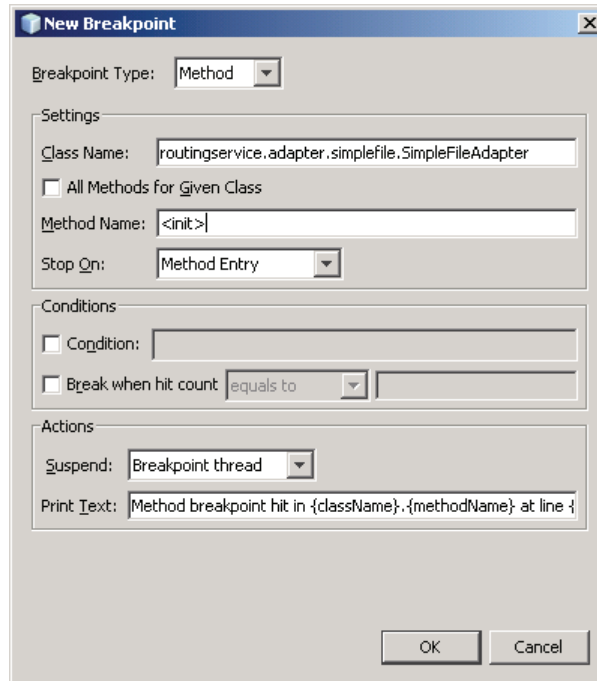 New Breakpoint
Breakpoint Type: Method
Settings
Class Name: routingservice.adapter.simplefile.SimpleFileAdapter
All Methods for Given Class
Method Name: <init>
Stop On: Method Entry
Conditions
Condition:
Break when hit count equals to
Actions
Suspend: Breakpoint thread
Print Text: Method breakpoint hit in {className}.{methodName} at line {
OK Cancel